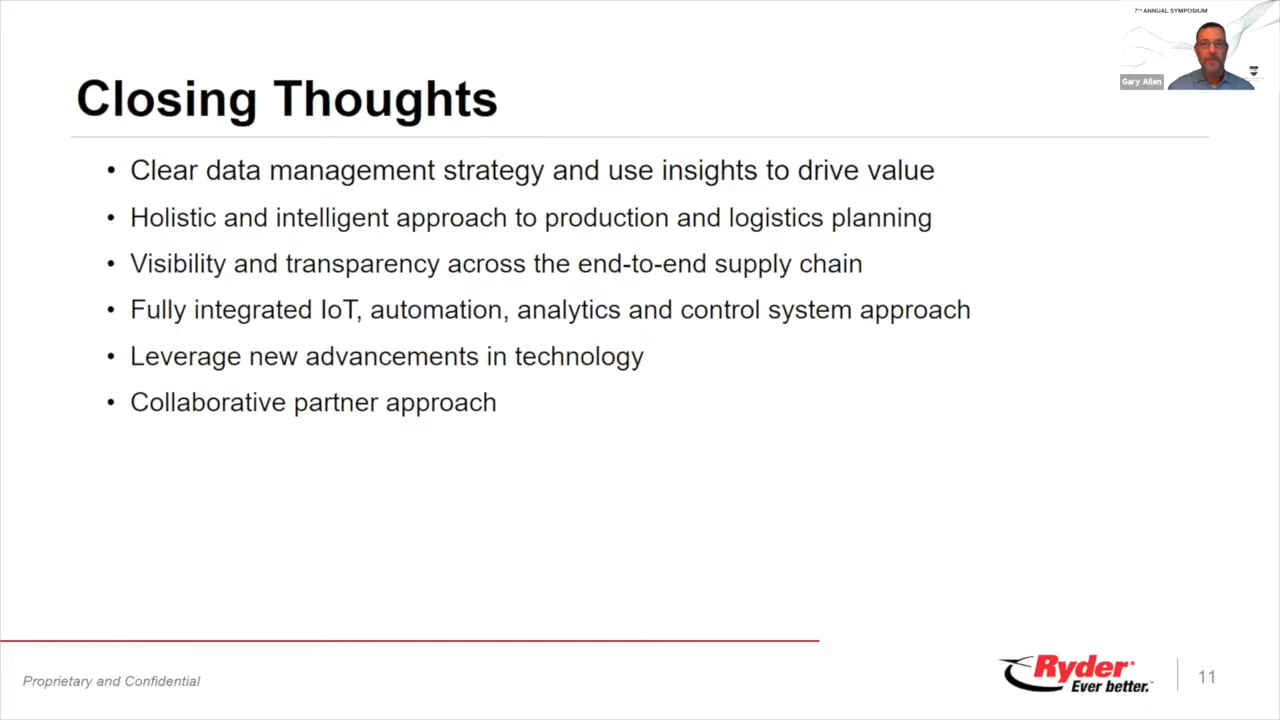 7TH ANNUAL SYMPOSIUM
Gary Allen
Closing Thoughts
• Clear data management strategy and use insights to drive value
• Holistic and intelligent approach to production and logistics planning
• Visibility and transparency across the end-to-end supply chain
• Fully integrated IoT, automation, analytics and control system approach
• Leverage new advancements in technology
• Collaborative partner approach
Proprietary and Confidential
Ryder
Ever better.™
11